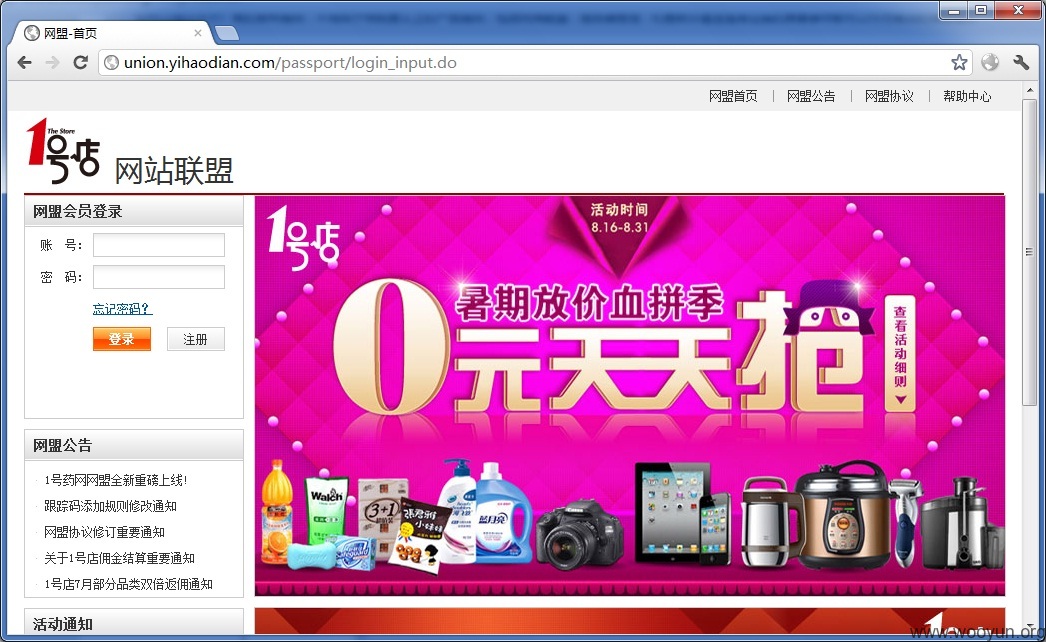 网盟-首页
union.yihaodian.com/passport/login_input.do
网盟首页 | 网盟公告 | 网盟协议 | 帮助中心
The Store
1号店 网站联盟
网盟会员登录
账 号:
密 码:
忘记密码?
登录 注册
网盟公告
1号药网网盟全新重磅上线!
跟踪码添加规则修改通知
网盟协议修订重要通知
关于1号店佣金结算重要通知
1号店7月部分品类双倍返佣通知
活动通知
1号店
活动时间
8.16-8.31
暑期放价血拼季
0元天天抢
查看活动细则
Walch
3+1
張君雅
小妹妹
Safeguard
蓝月亮
Canon
www.wooyun.org